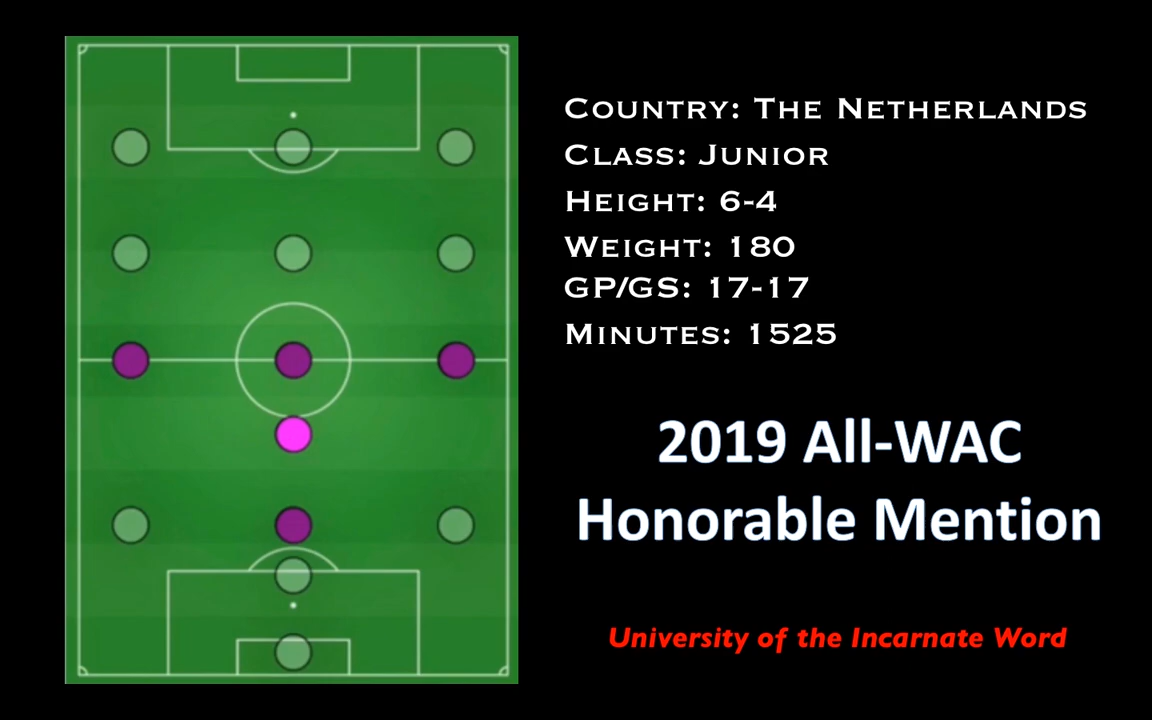 Country: The Netherlands
Class: Junior
Height: 6-4
Weight: 180
GP/GS: 17-17
Minutes: 1525
2019 All-WAC
Honorable Mention
University of the Incarnate Word